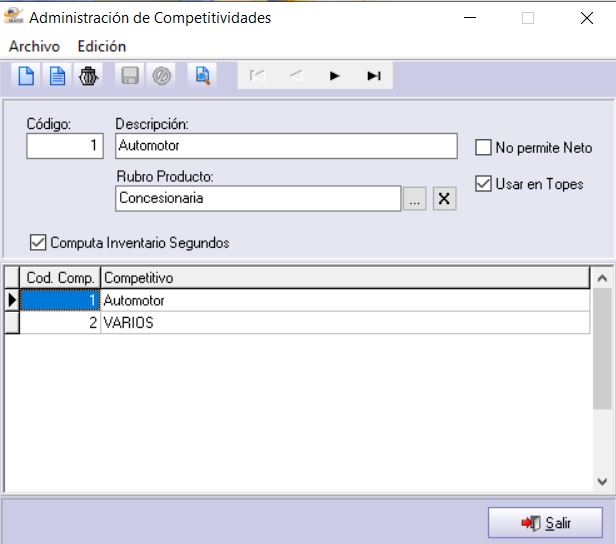 Administración de Competitividades
Archivo Edición
Código: Descripción:
1 Automotor
No permite Neto
Rubro Producto:
Usar en Topes
Concesionaria ... X
Computa Inventario Segundos
Cod. Comp. Competitivo
1 Automotor
2 VARIOS
Salir